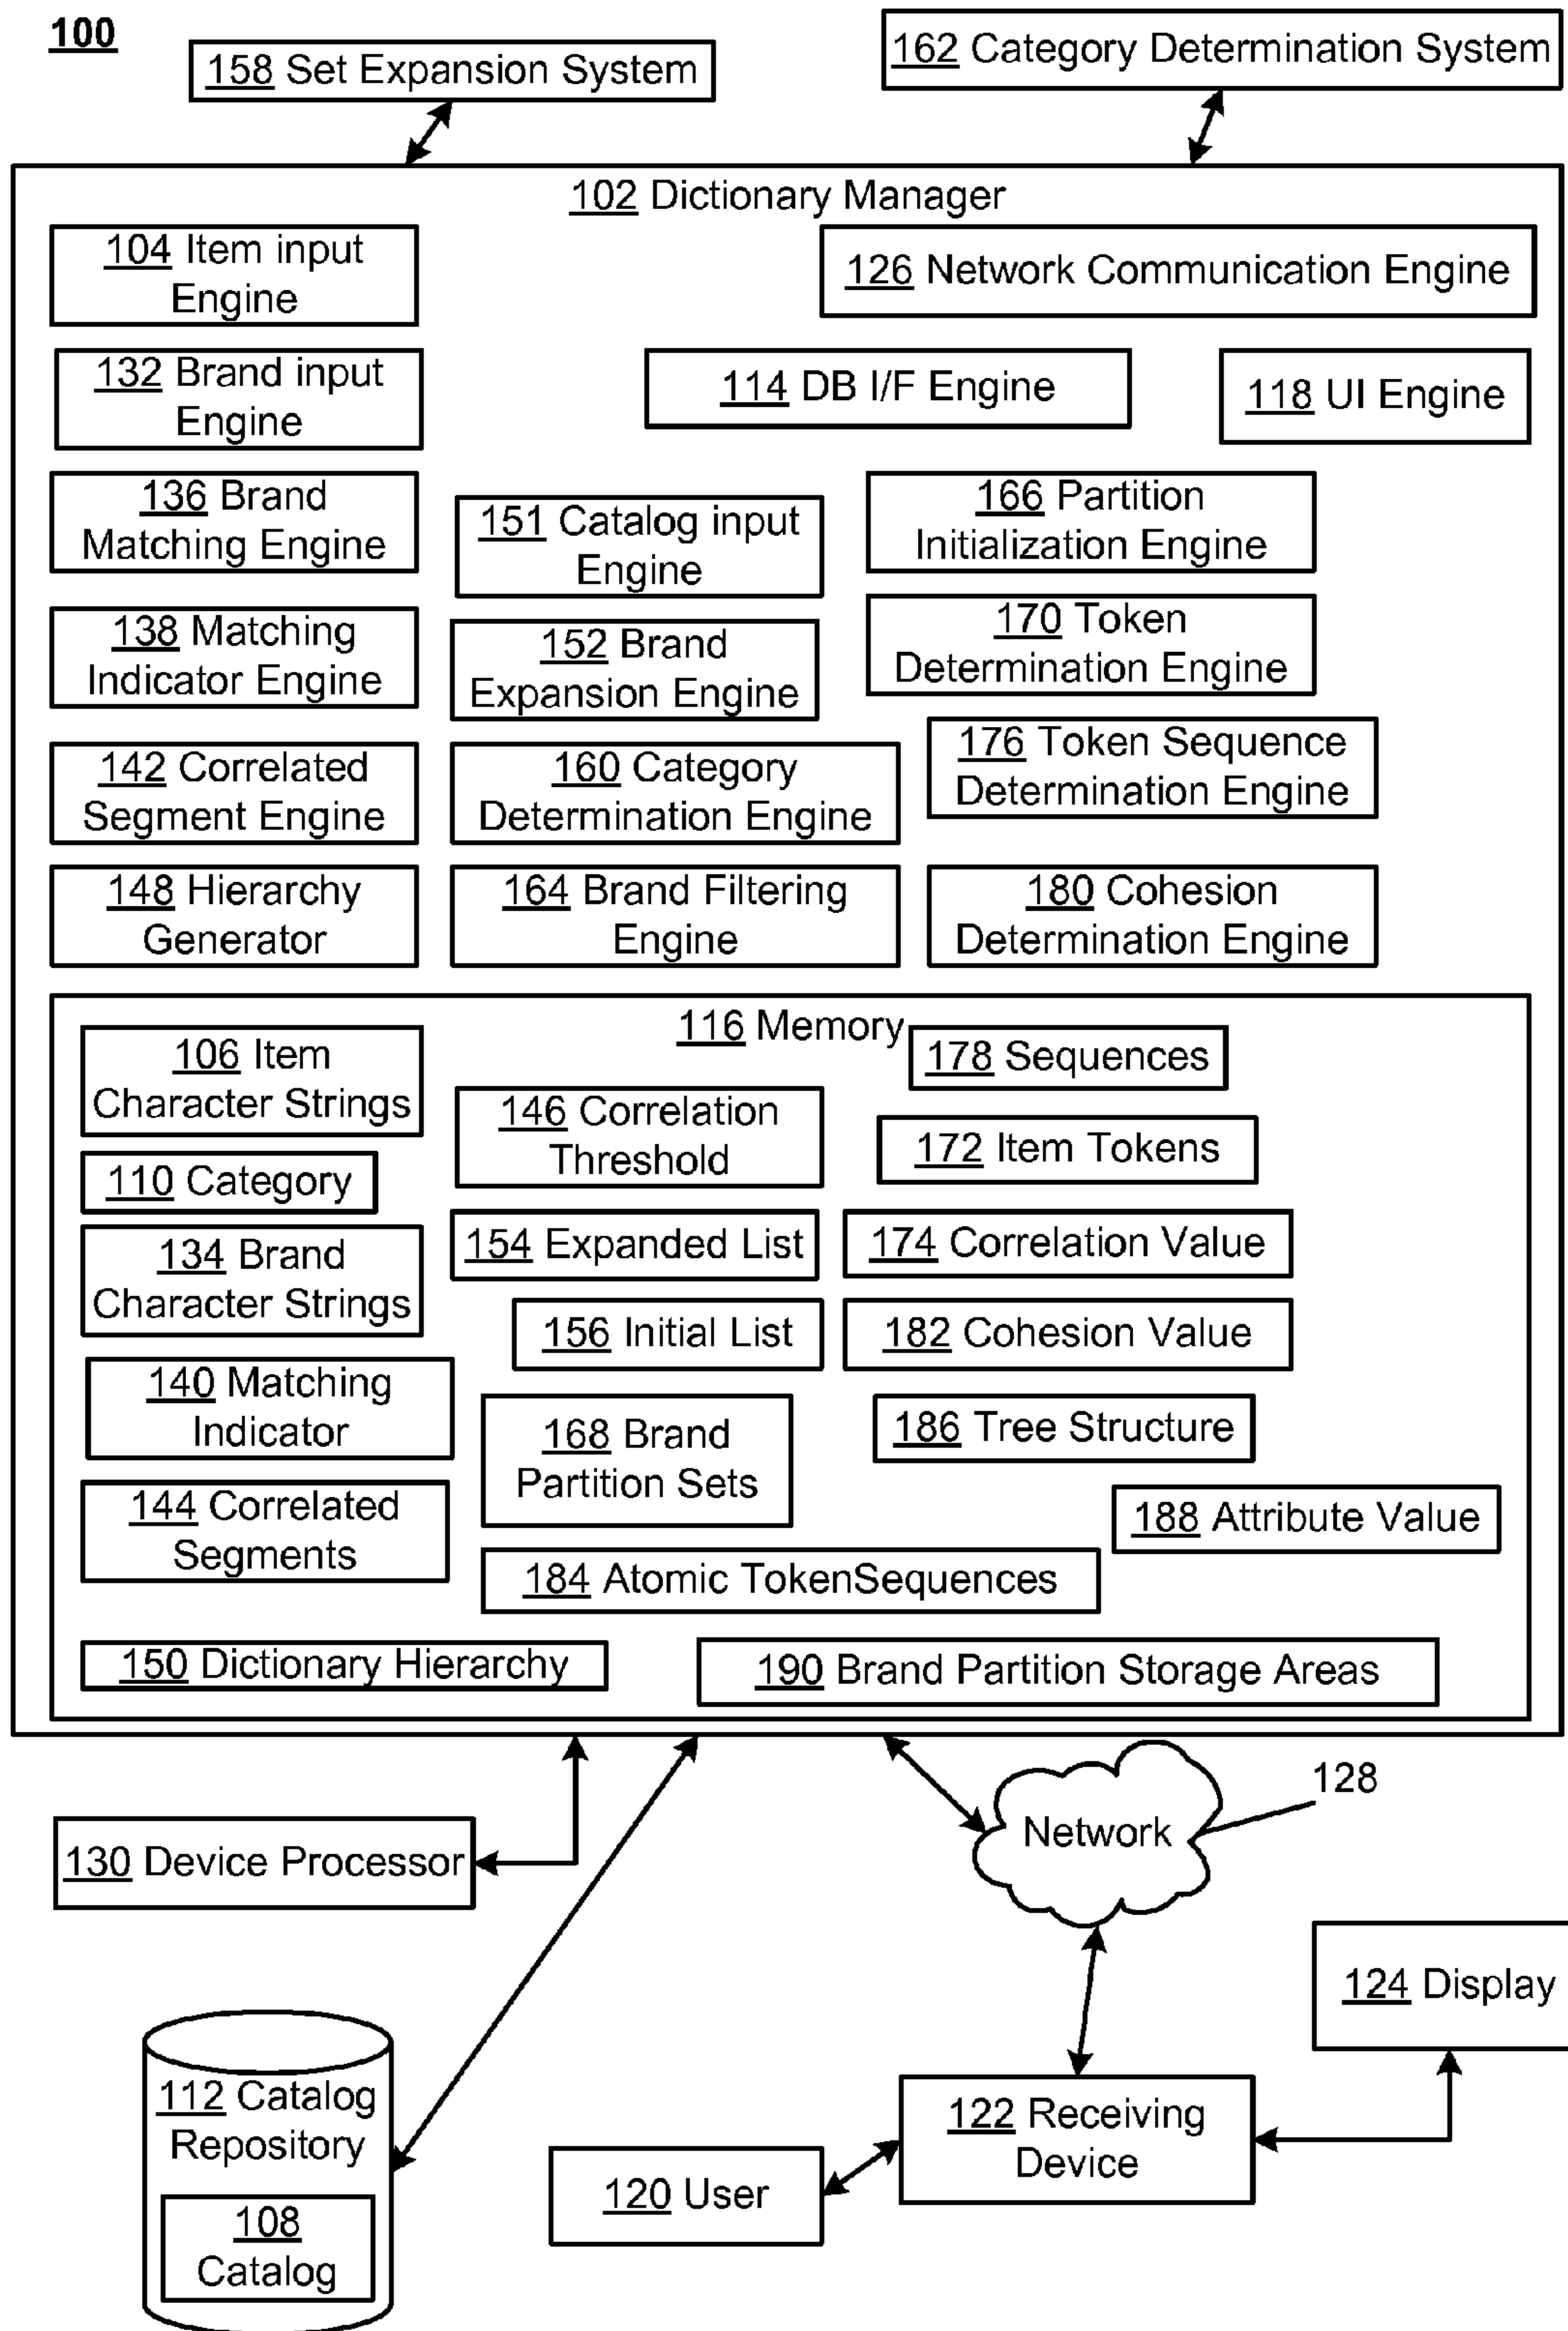 100
158 Set Expansion System
162 Category Determination System
102 Dictionary Manager
104 Item input
Engine
126 Network Communication Engine
132 Brand input
Engine
114 DB I/F Engine
118 UI Engine
136 Brand
Matching Engine
151 Catalog input
Engine
166 Partition
Initialization Engine
138 Matching
Indicator Engine
152 Brand
Expansion Engine
170 Token
Determination Engine
142 Correlated
Segment Engine
160 Category
Determination Engine
176 Token Sequence
Determination Engine
148 Hierarchy
Generator
164 Brand Filtering
Engine
180 Cohesion
Determination Engine
116 Memory
106 Item
Character Strings
178 Sequences
146 Correlation
Threshold
172 Item Tokens
110 Category
134 Brand
Character Strings
154 Expanded List
174 Correlation Value
156 Initial List
182 Cohesion Value
140 Matching
Indicator
168 Brand
Partition Sets
186 Tree Structure
144 Correlated
Segments
188 Attribute Value
184 Atomic TokenSequences
150 Dictionary Hierarchy
190 Brand Partition Storage Areas
128
Network
130 Device Processor
124 Display
112 Catalog
Repository
122 Receiving
Device
120 User
108
Catalog